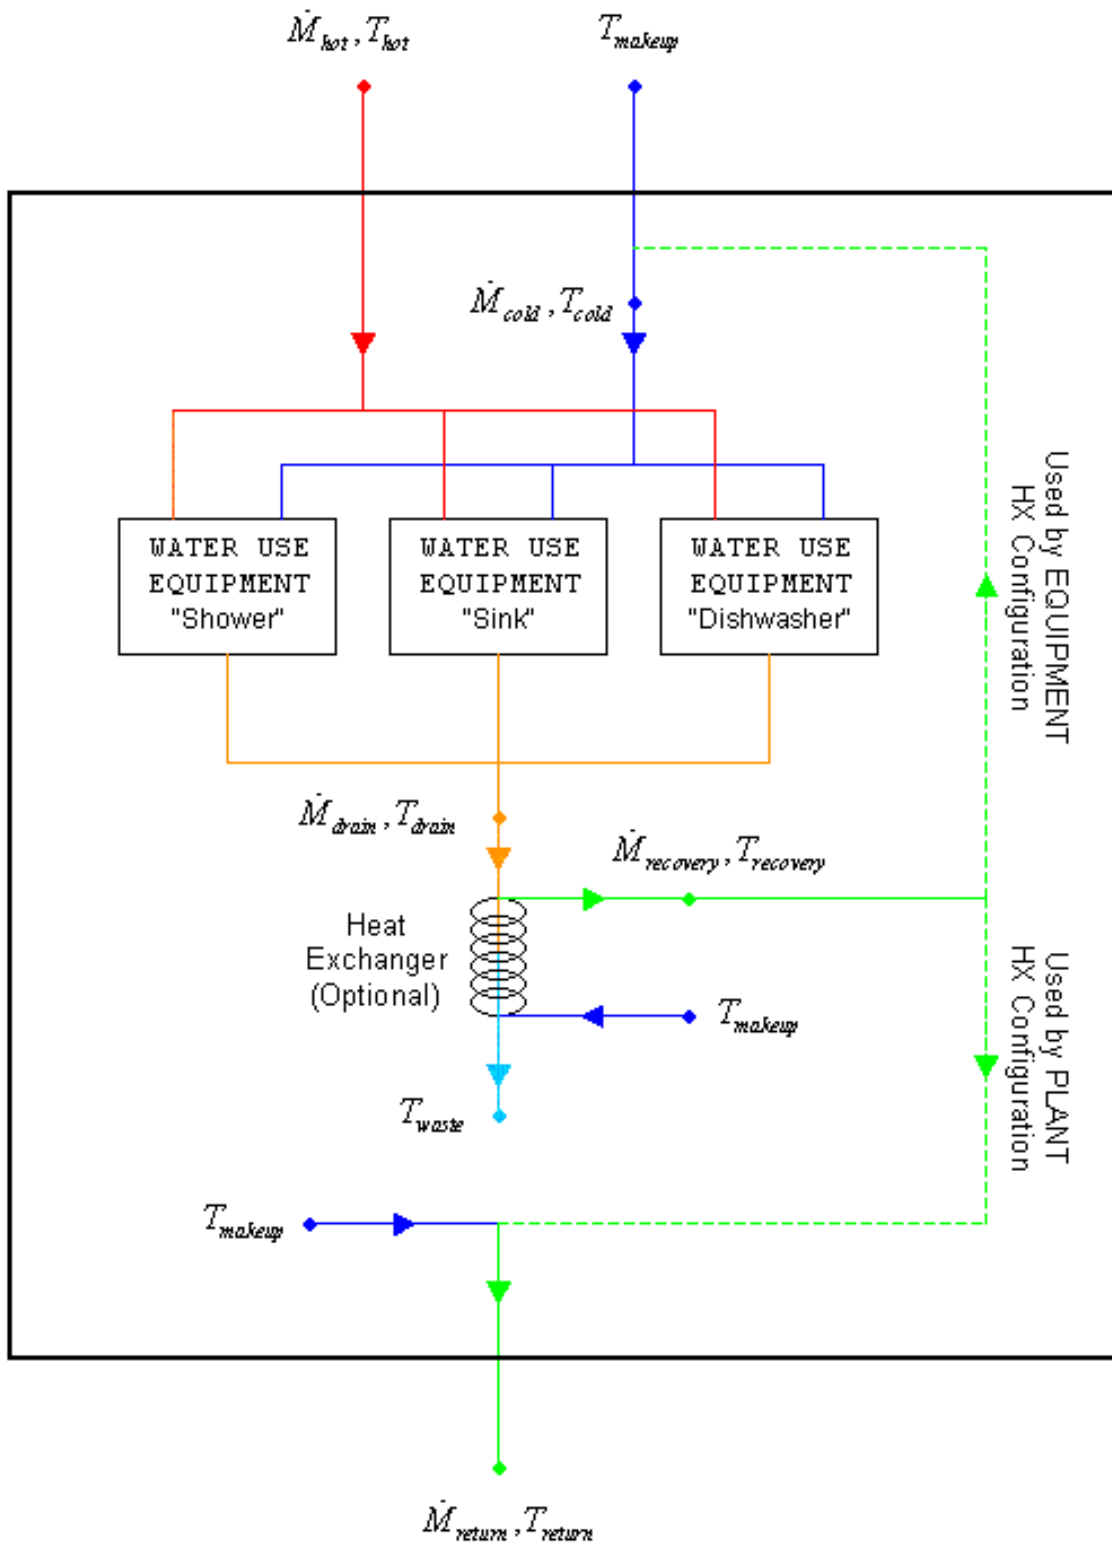 Ṁhot, Thot
Tmakeup
Ṁcold, Tcold
WATER USE
EQUIPMENT
"Shower"
WATER USE
EQUIPMENT
"Sink"
WATER USE
EQUIPMENT
"Dishwasher"
Used by EQUIPMENT
HX Configuration
Ṁdrain, Tdrain
Ṁrecovery, Trecovery
Heat
Exchanger
(Optional)
Tmakeup
Used by PLANT
HX Configuration
Twaste
Tmakeup
Ṁreturn, Treturn